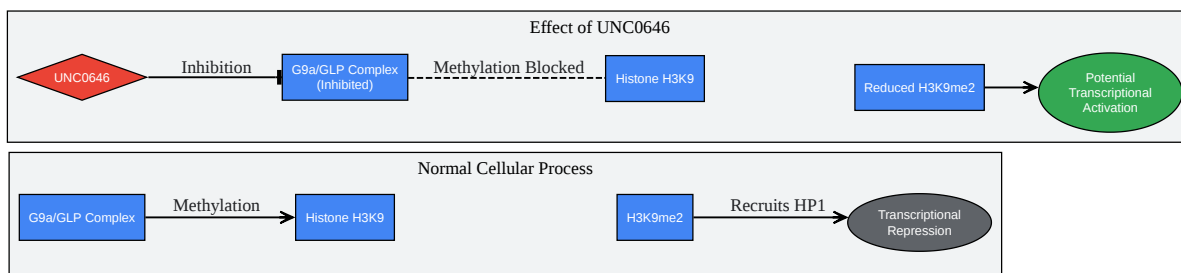 Effect of UNC0646
UNC0646
Inhibition
G9a/GLP Complex
(Inhibited)
Methylation Blocked
Histone H3K9
Reduced H3K9me2
Potential
Transcriptional
Activation
Normal Cellular Process
G9a/GLP Complex
Methylation
Histone H3K9
H3K9me2
Recruits HP1
Transcriptional
Repression